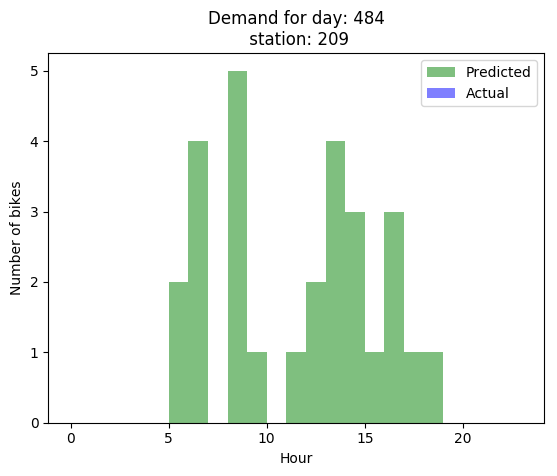 Demand for day: 484
station: 209
Predicted
Actual
Number of bikes
5
4
3
2
1
0
0 5 10 15 20
Hour